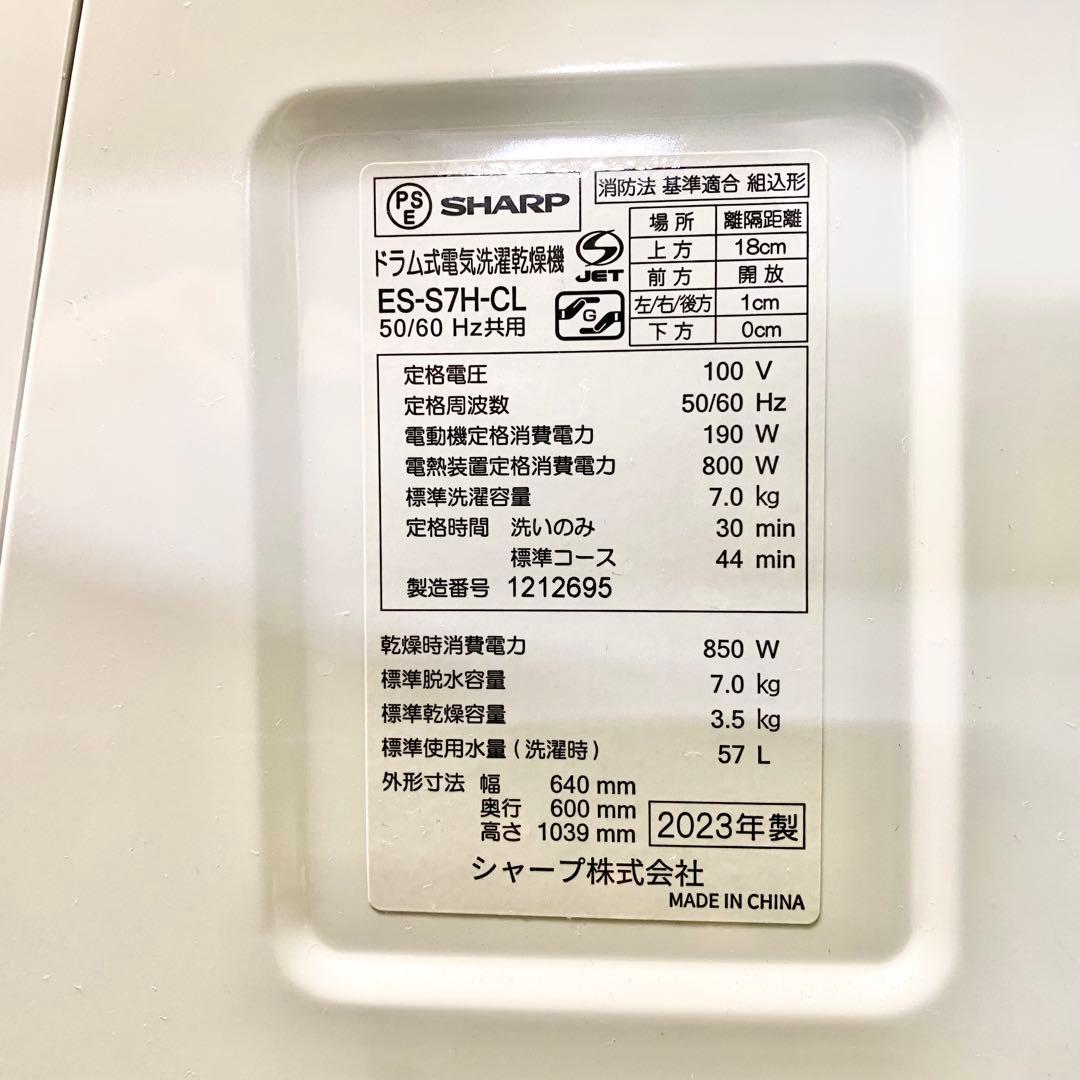 PSE SHARP
消防法 基準適合 組込形
場所 離隔距離
上方 18cm
前方 開放
左/右/後方 1cm
下方 0cm
ドラム式電気洗濯乾燥機
S JET
ES-S7H-CL
G
50/60 Hz共用
定格電圧 100 V
定格周波数 50/60 Hz
電動機定格消費電力 190 W
電熱装置定格消費電力 800 W
標準洗濯容量 7.0 kg
定格時間 洗いのみ 30 min
標準コース 44 min
製造番号 1212695
乾燥時消費電力 850 W
標準脱水容量 7.0 kg
標準乾燥容量 3.5 kg
標準使用水量(洗濯時) 57 L
外形寸法 幅 640 mm
奥行 600 mm
高さ 1039 mm
2023年製
シャープ株式会社
MADE IN CHINA